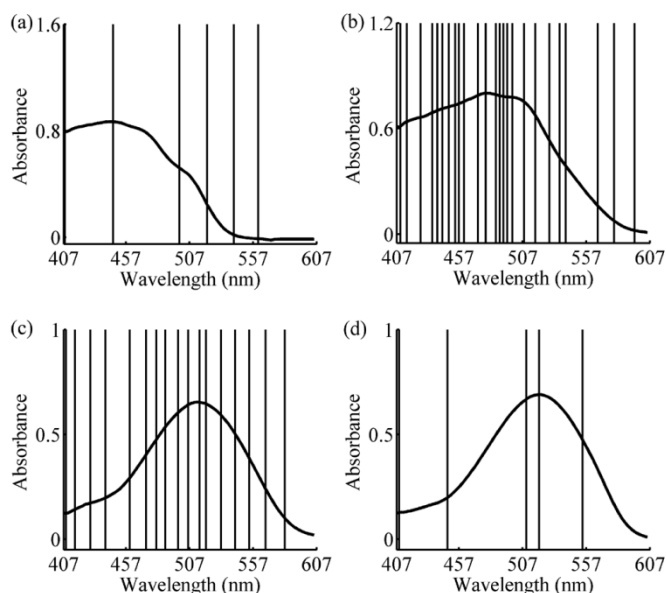 (a)
1.6
0.8
0
Absorbance
407 457 507 557 607
Wavelength (nm)
(b)
1.2
0.6
0
Absorbance
407 457 507 557 607
Wavelength (nm)
(c)
1
0.5
0
Absorbance
407 457 507 557 607
Wavelength (nm)
(d)
1
0.5
0
Absorbance
407 457 507 557 607
Wavelength (nm)